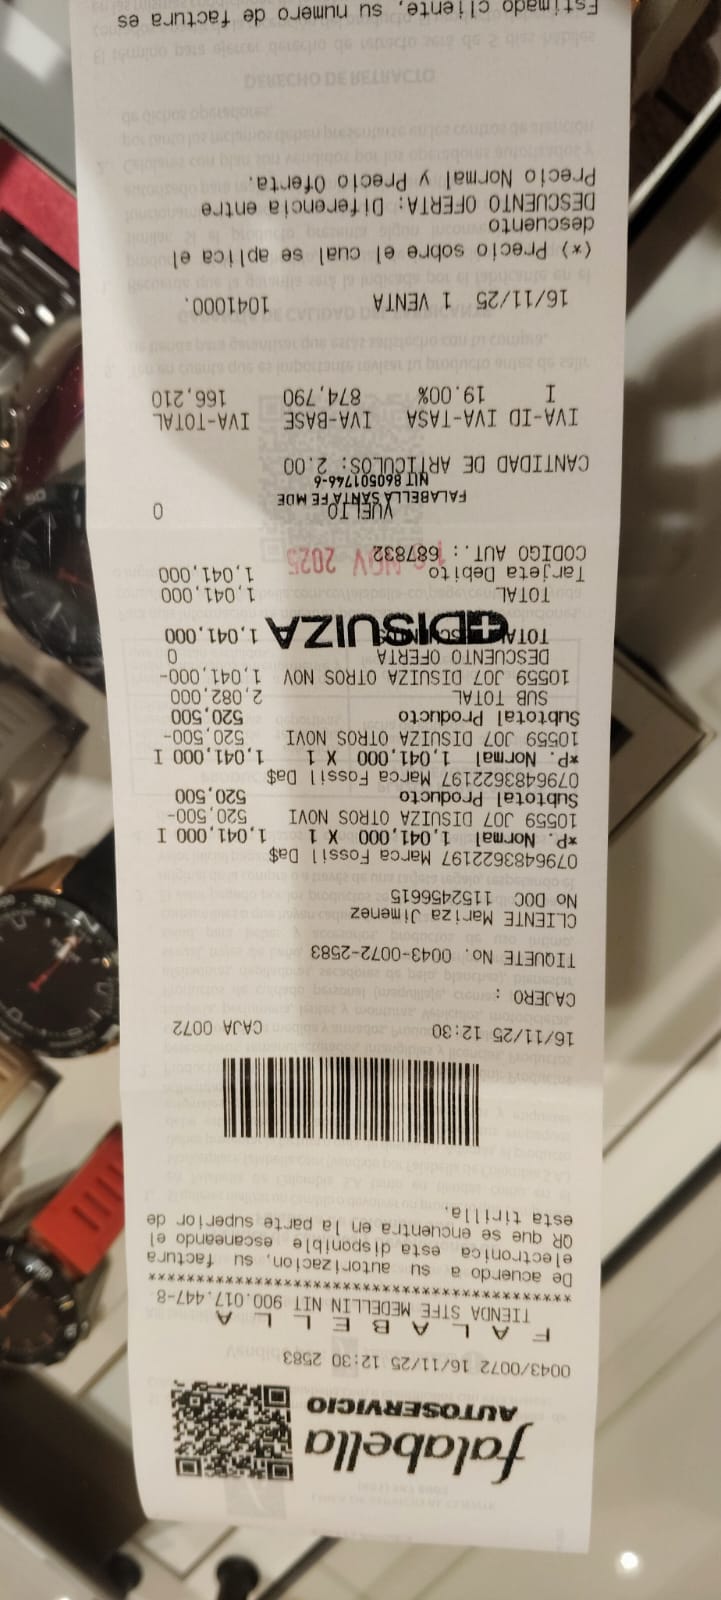 falabella
AUTOSERVICIO
0043/0072 16/11/25 12:30 2583
F A L A B E L L A
TIENDA STFE MEDELLIN NIT 900.017.447-8
******************************************
De acuerdo a su autorizacion, su factura
electronica esta disponible escaneando el
QR que se encuentra en la parte superior de
esta tirilla.
16/11/25 12:30 CAJA 0072
CAJERO :
TIQUETE No. 0043-0072-2583
CLIENTE Mariza Jimenez
No DOC 1152456615
0796483622197 Marca Fossil Da$
*P. Normal 1,041,000 X 1 1,041,000 I
10559 J07 DISUIZA OTROS NOVI 520,500-
Subtotal Producto 520,500
0796483622197 Marca Fossil Da$
*P. Normal 1,041,000 X 1 1,041,000 I
10559 J07 DISUIZA OTROS NOVI 520,500-
Subtotal Producto 520,500
SUB TOTAL 2,082,000
10559 J07 DISUIZA OTROS NOV 1,041,000-
DESCUENTO OFERTA 0
TOTAL 1,041,000
DISUIZA
TOTAL 1,041,000
Tarjeta Debito 1,041,000
CODIGO AUT.: 687832
NOV 2025
VUELTO 0
FALABELLA SANTA FE MDE
NIT 860501746-6
CANTIDAD DE ARTICULOS: 2.00
IVA-ID IVA-TASA IVA-BASE IVA-TOTAL
I 19.00% 874,790 166,210
16/11/25 1 VENTA 1041000.
(*) Precio sobre el cual se aplica el
descuento
DESCUENTO OFERTA: Diferencia entre
Precio Normal y Precio Oferta.
Estimado cliente, su numero de factura es